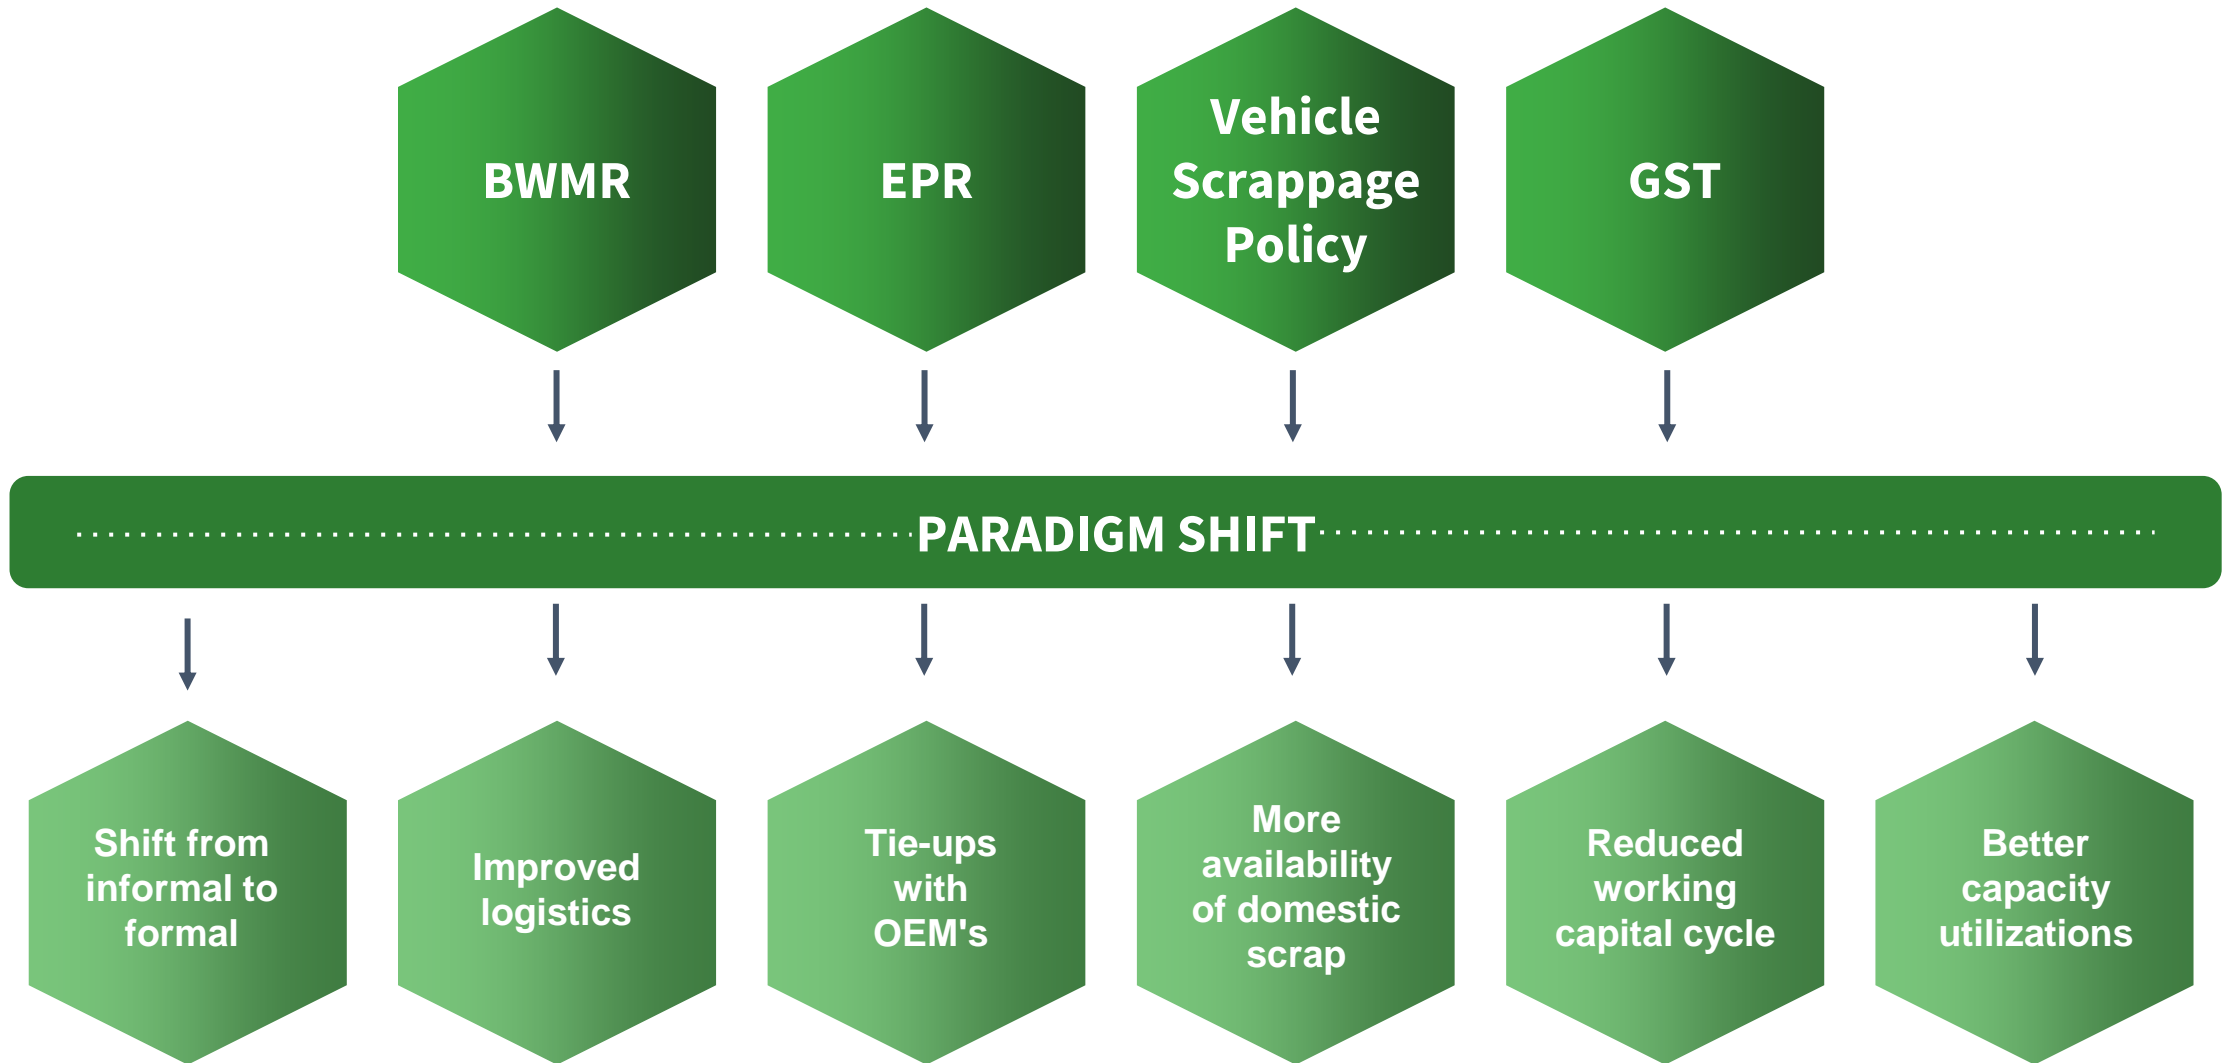 BWMR
EPR
Vehicle
Scrappage
Policy
GST
PARADIGM SHIFT
Shift from
informal to
formal
Improved
logistics
Tie-ups
with
OEM's
More
availability
of domestic
scrap
Reduced
working
capital cycle
Better
capacity
utilizations